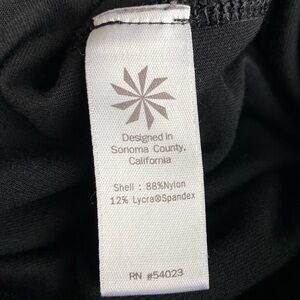 Designed in
Sonoma County,
California
Shell : 88%Nylon
12% Lycra®Spandex
RN #54023